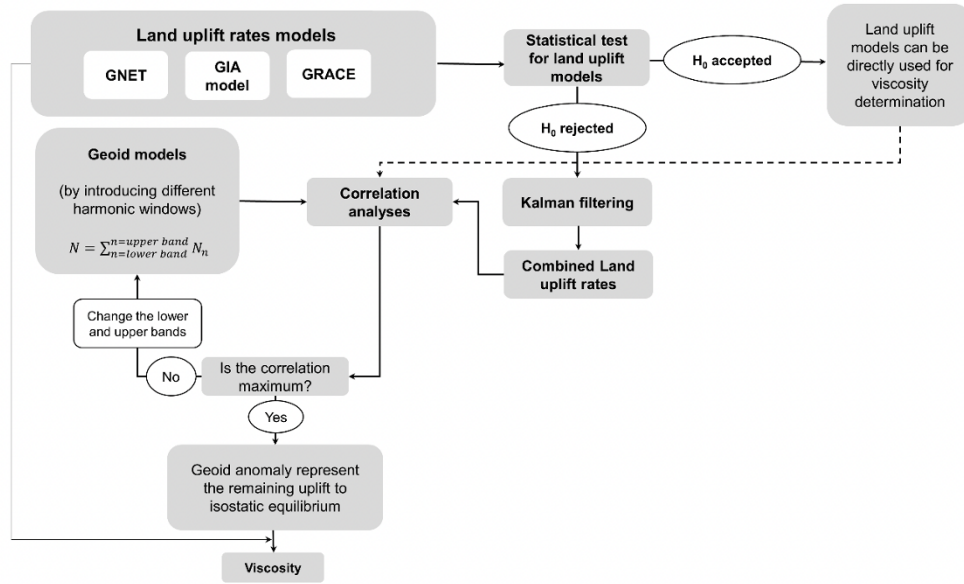 Land uplift rates models
GNET
GIA
model
GRACE
Statistical test
for land uplift
models
H₀ accepted
Land uplift
models can be
directly used for
viscosity
determination
H₀ rejected
Geoid models
(by introducing different
harmonic windows)
N = ∑_{n=lower band}^{n=upper band} N_n
Correlation
analyses
Kalman filtering
Combined Land
uplift rates
Change the lower
and upper bands
No
Is the correlation
maximum?
Yes
Geoid anomaly represent
the remaining uplift to
isostatic equilibrium
Viscosity